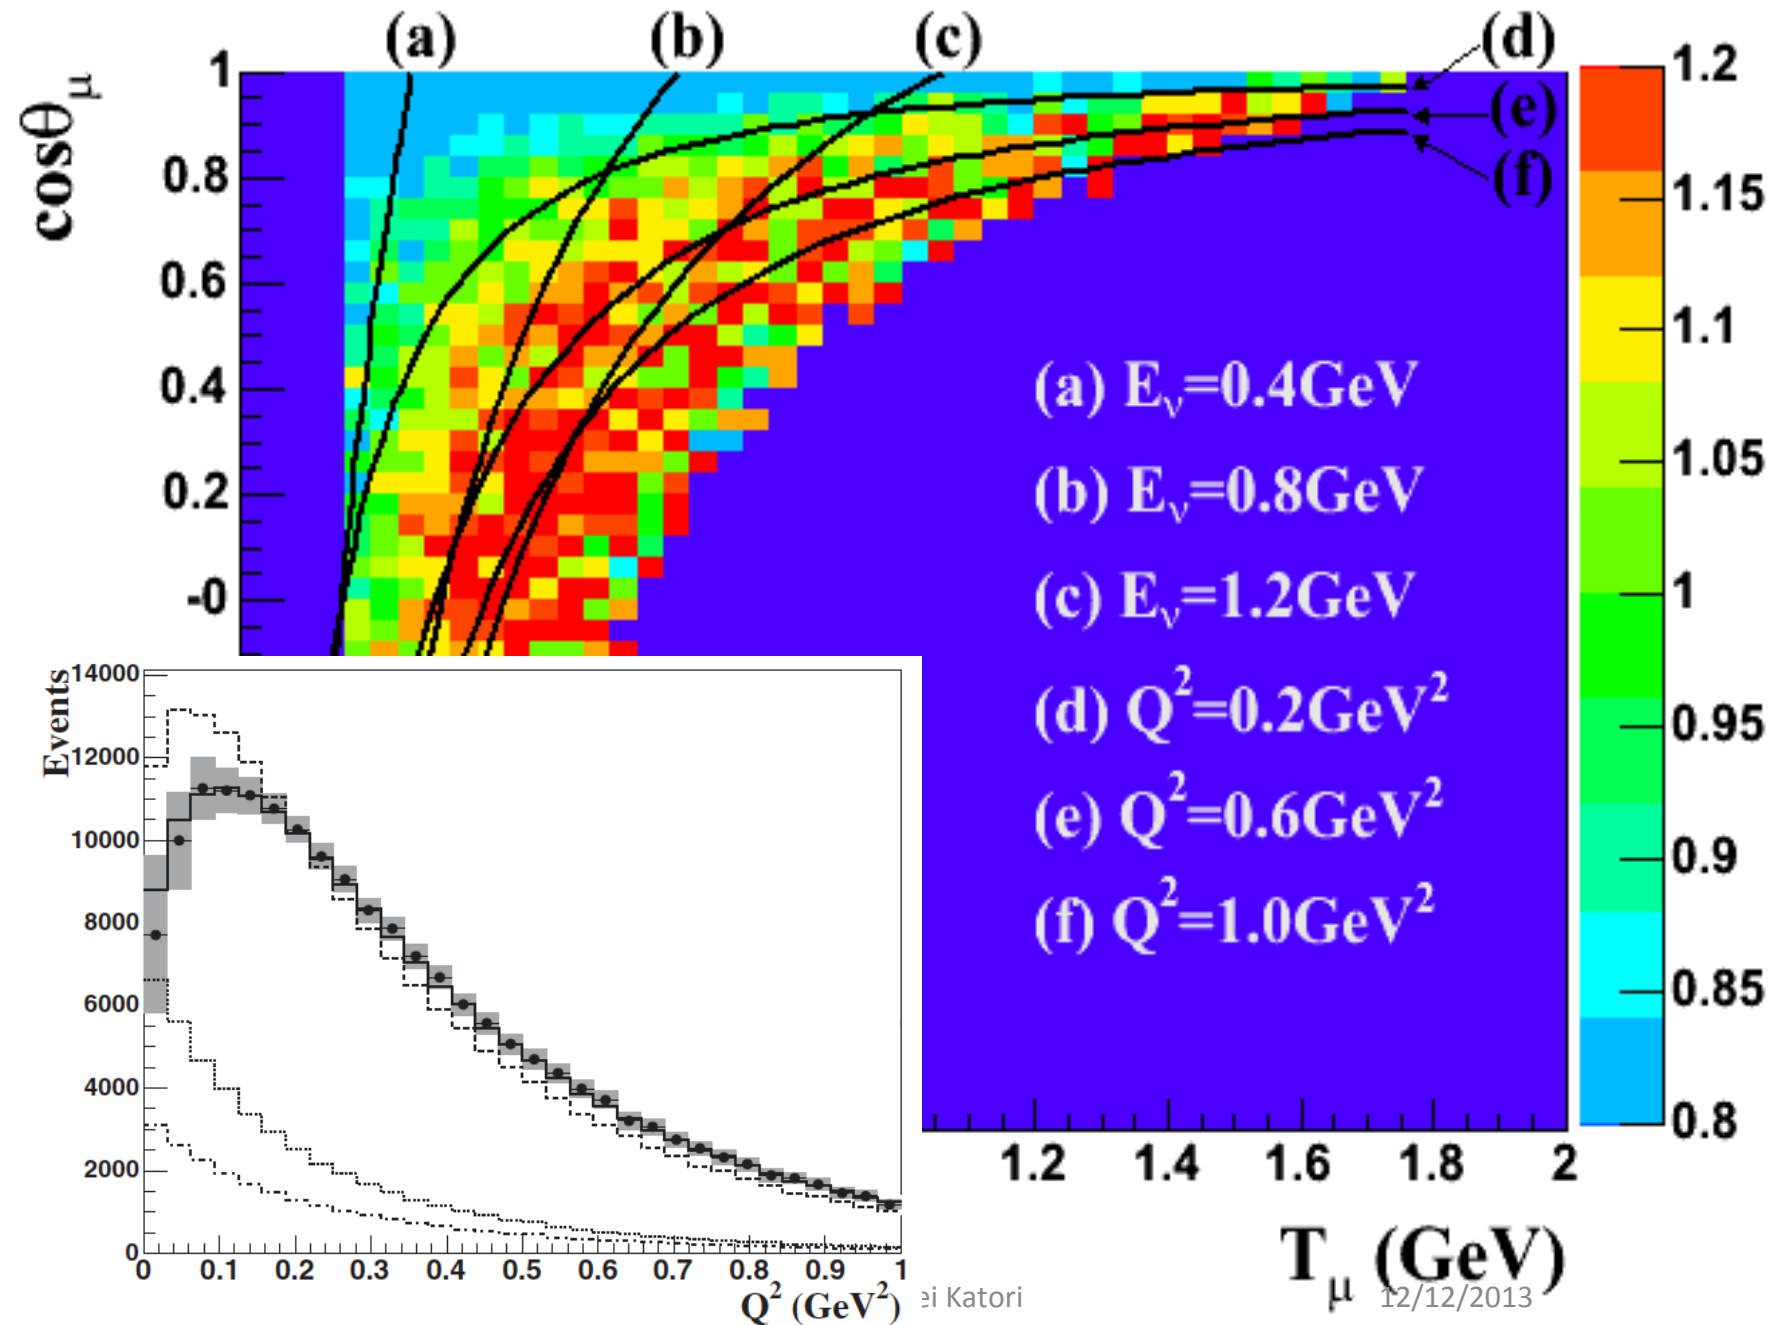 (a) (b) (c) (d)
(e)
(f)
cosθμ
1
0.8
0.6
0.4
0.2
-0
1.2
1.15
1.1
1.05
1
0.95
0.9
0.85
0.8
(a) Eν=0.4GeV
(b) Eν=0.8GeV
(c) Eν=1.2GeV
(d) Q²=0.2GeV²
(e) Q²=0.6GeV²
(f) Q²=1.0GeV²
1.2 1.4 1.6 1.8 2
Tμ (GeV)
Events
14000
12000
10000
8000
6000
4000
2000
0
0 0.1 0.2 0.3 0.4 0.5 0.6 0.7 0.8 0.9 1
Q² (GeV²)
ei Katori
12/12/2013